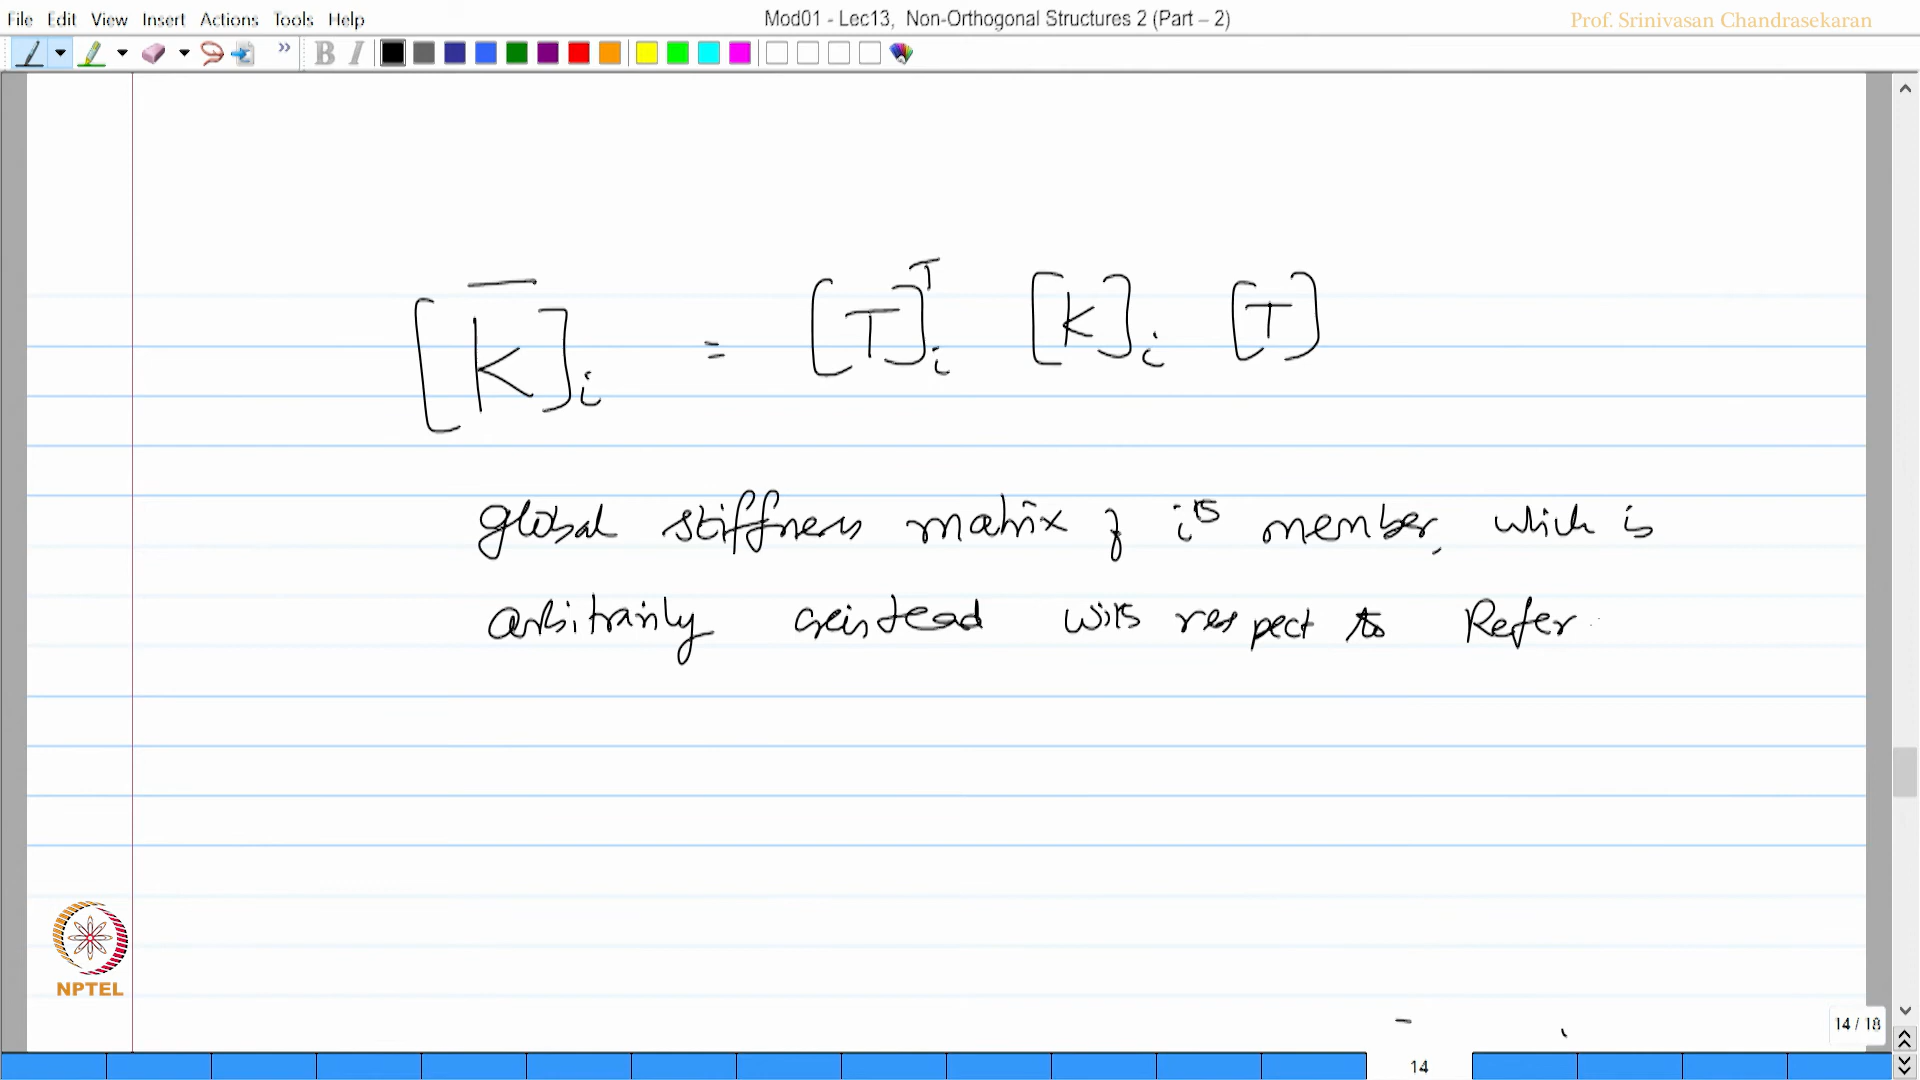 File Edit View Insert Actions Tools Help
Mod01 - Lec13, Non-Orthogonal Structures 2 (Part – 2)
Prof. Srinivasan Chandrasekaran
[K̅]i = [T]iᵀ [K]i [T]
global stiffness matrix of ith member, which is
arbitrarily oriented with respect to Refer
NPTEL
14 / 18
14